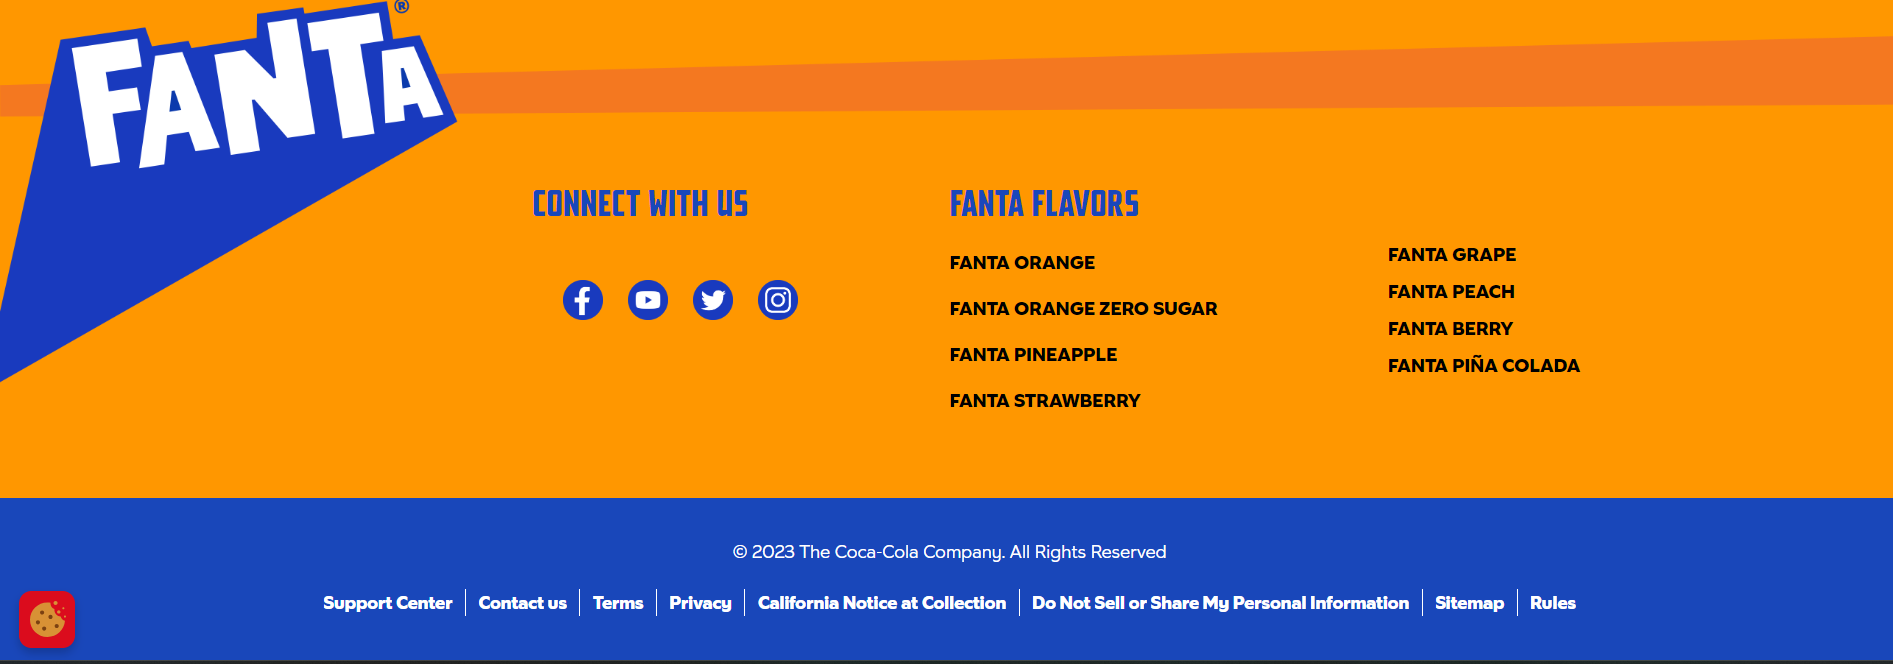 FANTA®
CONNECT WITH US
FANTA FLAVORS
FANTA ORANGE
FANTA ORANGE ZERO SUGAR
FANTA PINEAPPLE
FANTA STRAWBERRY
FANTA GRAPE
FANTA PEACH
FANTA BERRY
FANTA PIÑA COLADA
© 2023 The Coca-Cola Company. All Rights Reserved
Support Center Contact us Terms Privacy California Notice at Collection Do Not Sell or Share My Personal Information Sitemap Rules